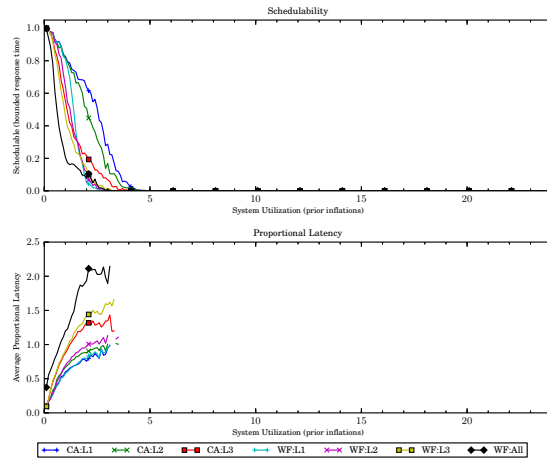 Schedulability
Schedulable (bounded response time)
1.0
0.8
0.6
0.4
0.2
0.0
0 5 10 15 20
System Utilization (prior inflations)
Proportional Latency
Average Proportional Latency
2.5
2.0
1.5
1.0
0.5
0.0
0 5 10 15 20
System Utilization (prior inflations)
CA:L1 CA:L2 CA:L3 WF:L1 WF:L2 WF:L3 WF:All